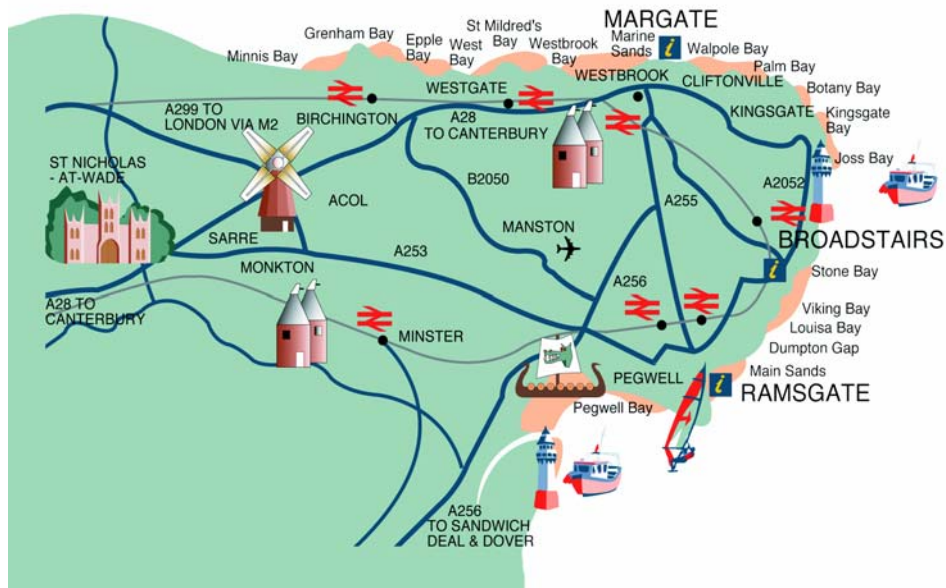 MARGATE
St Mildred's
Bay
Grenham Bay
Epple
Bay
West
Bay
Westbrook
Bay
Marine
Sands
i
Walpole Bay
Minnis Bay
Palm Bay
WESTBROOK
CLIFTONVILLE
Botany Bay
WESTGATE
A299 TO
LONDON VIA M2
BIRCHINGTON
A28
TO CANTERBURY
KINGSGATE
Kingsgate
Bay
ST NICHOLAS
- AT-WADE
Joss Bay
B2050
A2052
ACOL
A255
MANSTON
SARRE
BROADSTAIRS
A253
MONKTON
i
Stone Bay
A256
A28 TO
CANTERBURY
Viking Bay
MINSTER
Louisa Bay
Dumpton Gap
PEGWELL
Main Sands
i
RAMSGATE
Pegwell Bay
A256
TO SANDWICH
DEAL & DOVER